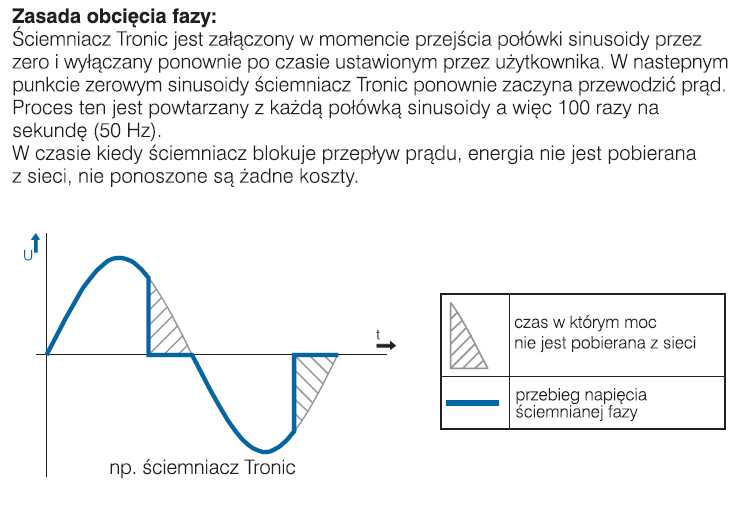 Zasada obcięcia fazy:
Ściemniacz Tronic jest załączony w momencie przejścia połówki sinusoidy przez
zero i wyłączany ponownie po czasie ustawionym przez użytkownika. W nastepnym
punkcie zerowym sinusoidy ściemniacz Tronic ponownie zaczyna przewodzić prąd.
Proces ten jest powtarzany z każdą połówką sinusoidy a więc 100 razy na
sekundę (50 Hz).
W czasie kiedy ściemniacz blokuje przepływ prądu, energia nie jest pobierana
z sieci, nie ponoszone są żadne koszty.
U
t
np. ściemniacz Tronic
czas w którym moc
nie jest pobierana z sieci
przebieg napięcia
ściemnianej fazy